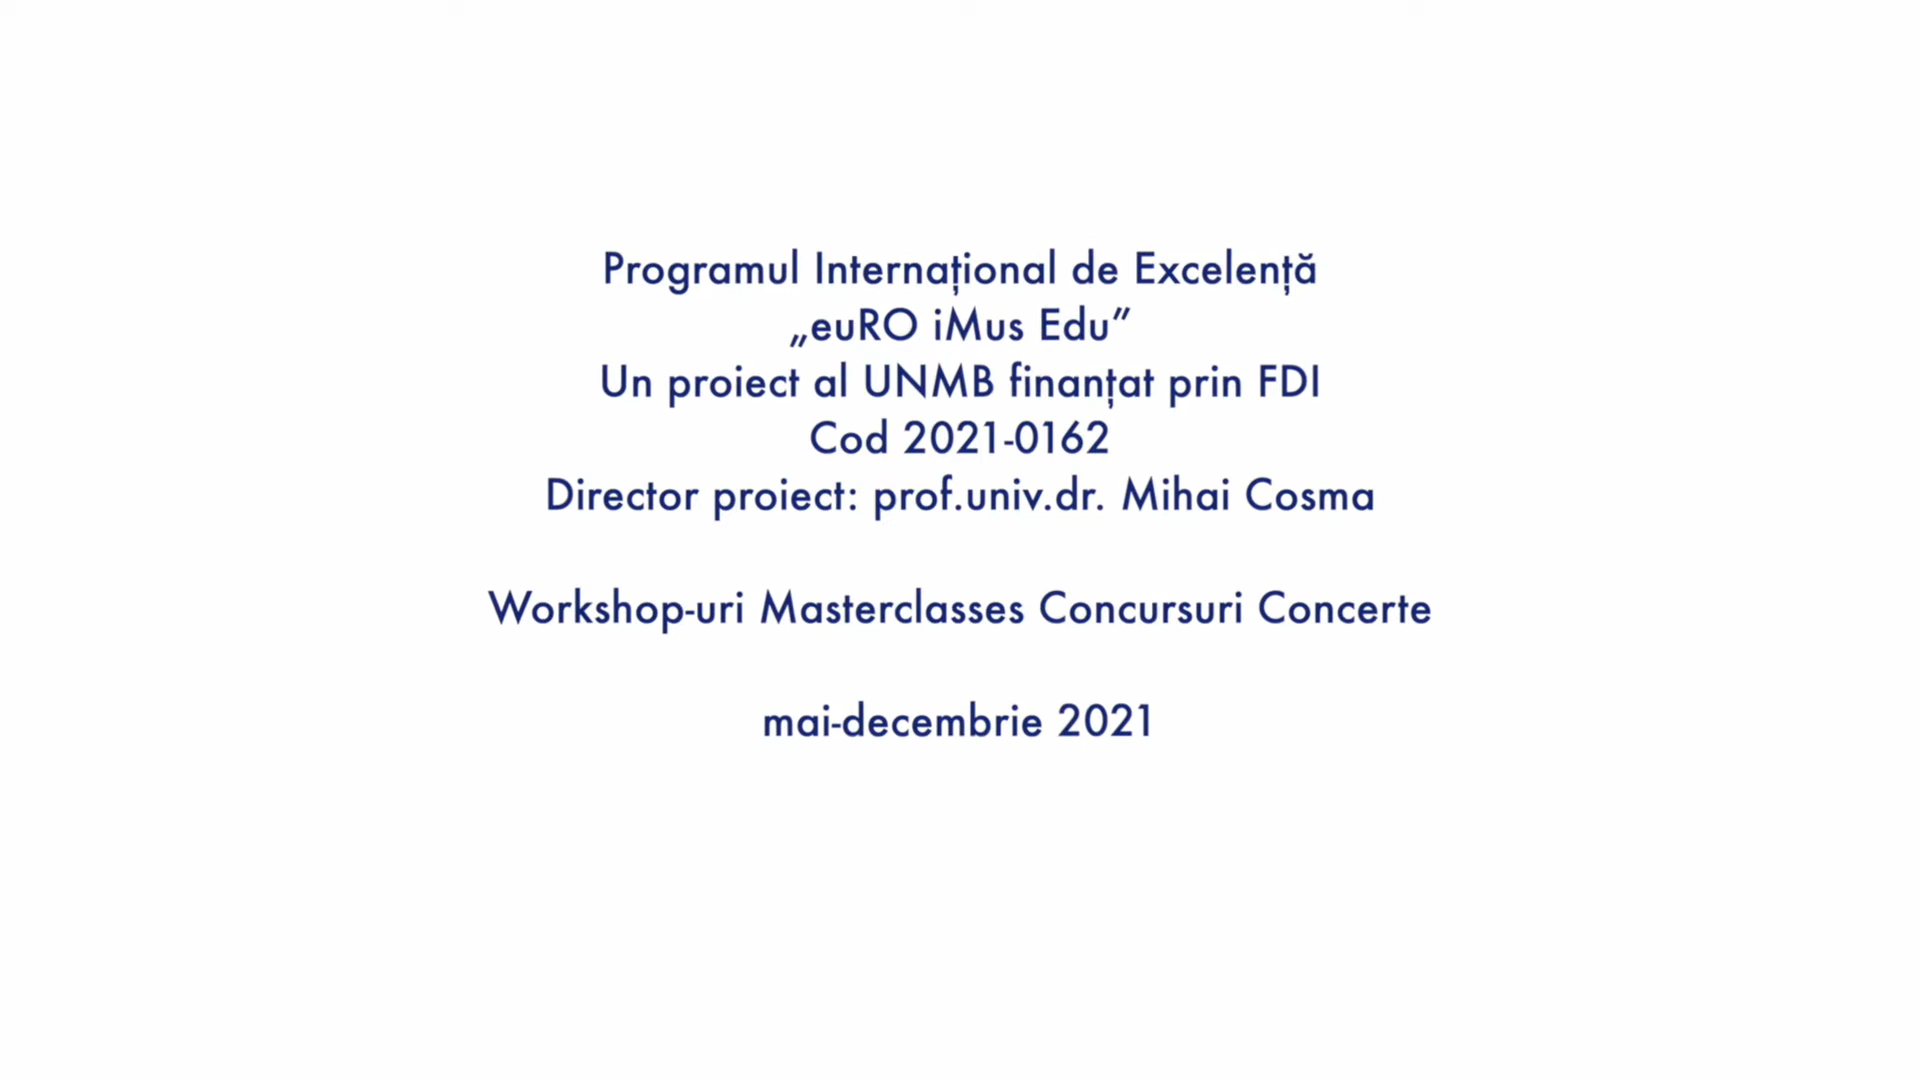 Programul Internațional de Excelență
„euRO iMus Edu”
Un proiect al UNMB finanțat prin FDI
Cod 2021-0162
Director proiect: prof.univ.dr. Mihai Cosma
Workshop-uri Masterclasses Concursuri Concerte
mai-decembrie 2021